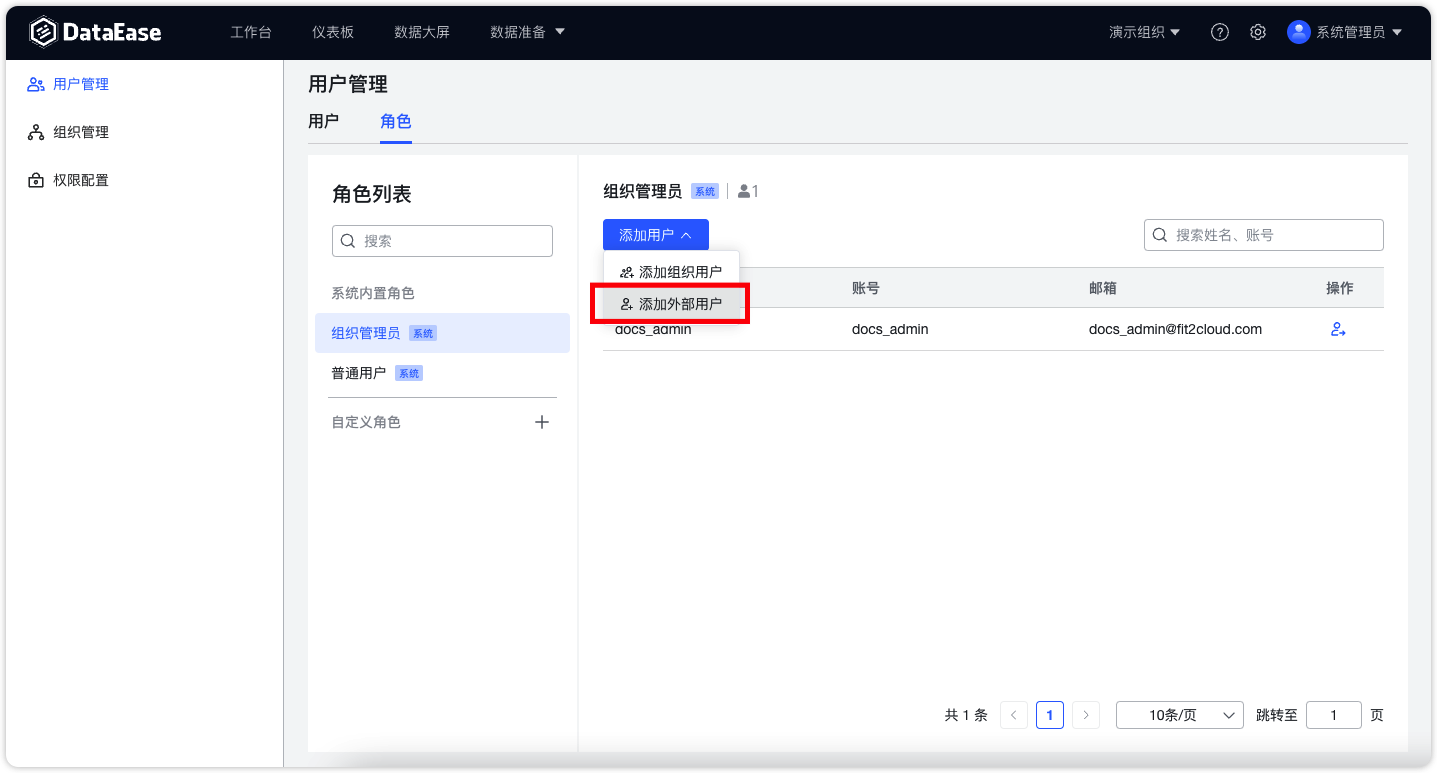 DataEase 工作台 仪表板 数据大屏 数据准备 演示组织 系统管理员
用户管理
组织管理
权限配置
用户管理
用户 角色
角色列表
搜索
系统内置角色
组织管理员 系统
普通用户 系统
自定义角色
组织管理员 系统 1
添加用户
搜索姓名、账号
添加组织用户
添加外部用户
账号 邮箱 操作
docs_admin docs_admin docs_admin@fit2cloud.com
共 1 条 1 10条/页 跳转至 1 页